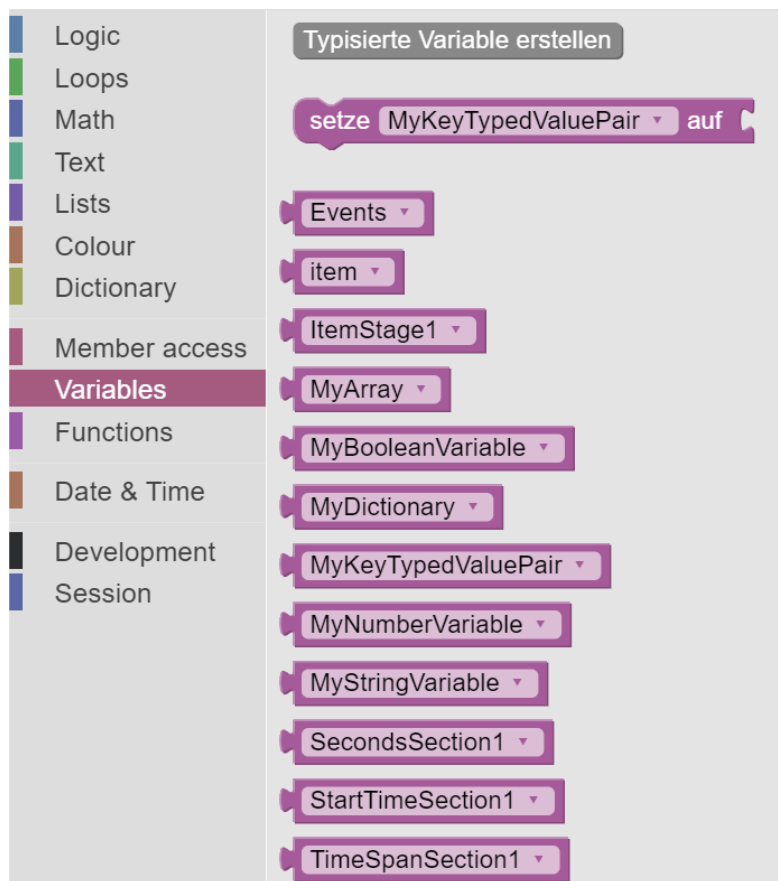 Logic
Loops
Math
Text
Lists
Colour
Dictionary
Member access
Variables
Functions
Date & Time
Development
Session
Typisierte Variable erstellen
setze MyKeyTypedValuePair auf
Events
item
ItemStage1
MyArray
MyBooleanVariable
MyDictionary
MyKeyTypedValuePair
MyNumberVariable
MyStringVariable
SecondsSection1
StartTimeSection1
TimeSpanSection1